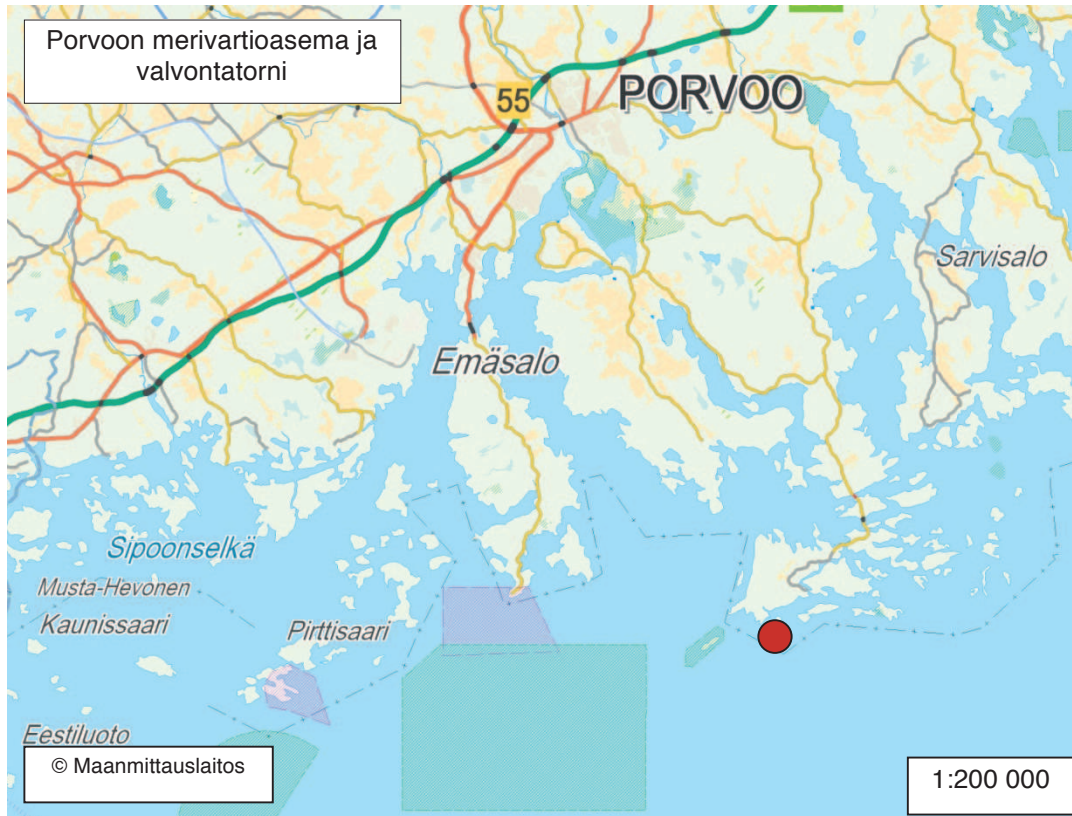 Porvoon merivartioasema ja
valvontatorni
55
PORVOO
Sarvisalo
Emäsalo
Sipoonselkä
Musta-Hevonen
Kaunissaari
Pirttisaari
Eestiluoto
© Maanmittauslaitos
1:200 000